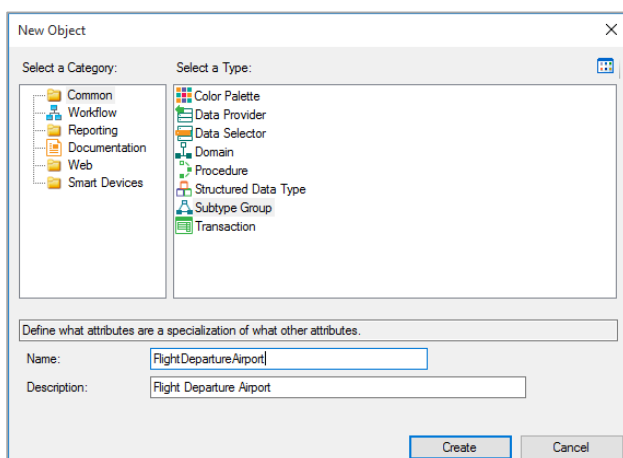 New Object
Select a Category:
Select a Type:
Common
Workflow
Reporting
Documentation
Web
Smart Devices
Color Palette
Data Provider
Data Selector
Domain
Procedure
Structured Data Type
Subtype Group
Transaction
Define what attributes are a specialization of what other attributes.
Name: FlightDepartureAirport
Description: Flight Departure Airport
Create Cancel